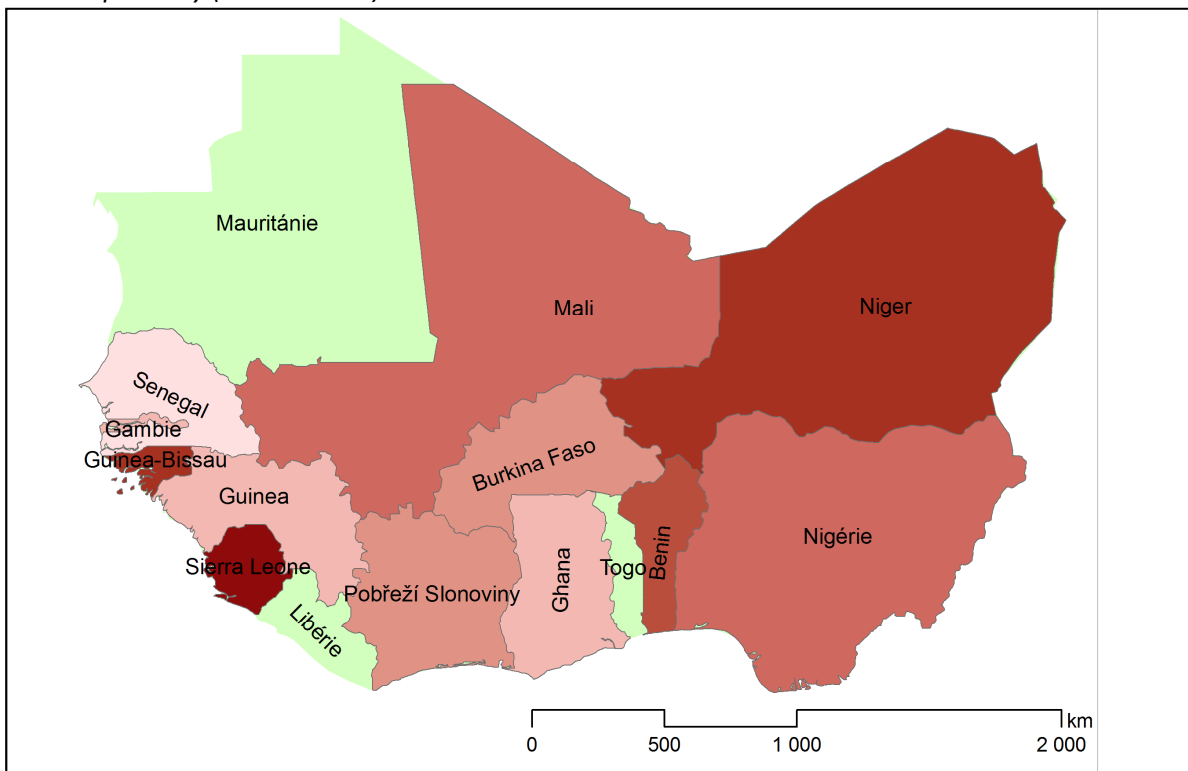 Mauritánie
Mali
Niger
Senegal
Gambie
Guinea-Bissau
Guinea
Burkina Faso
Sierra Leone
Libérie
Pobřeží Slonoviny
Ghana
Togo
Benin
Nigérie
km
0 500 1 000 2 000